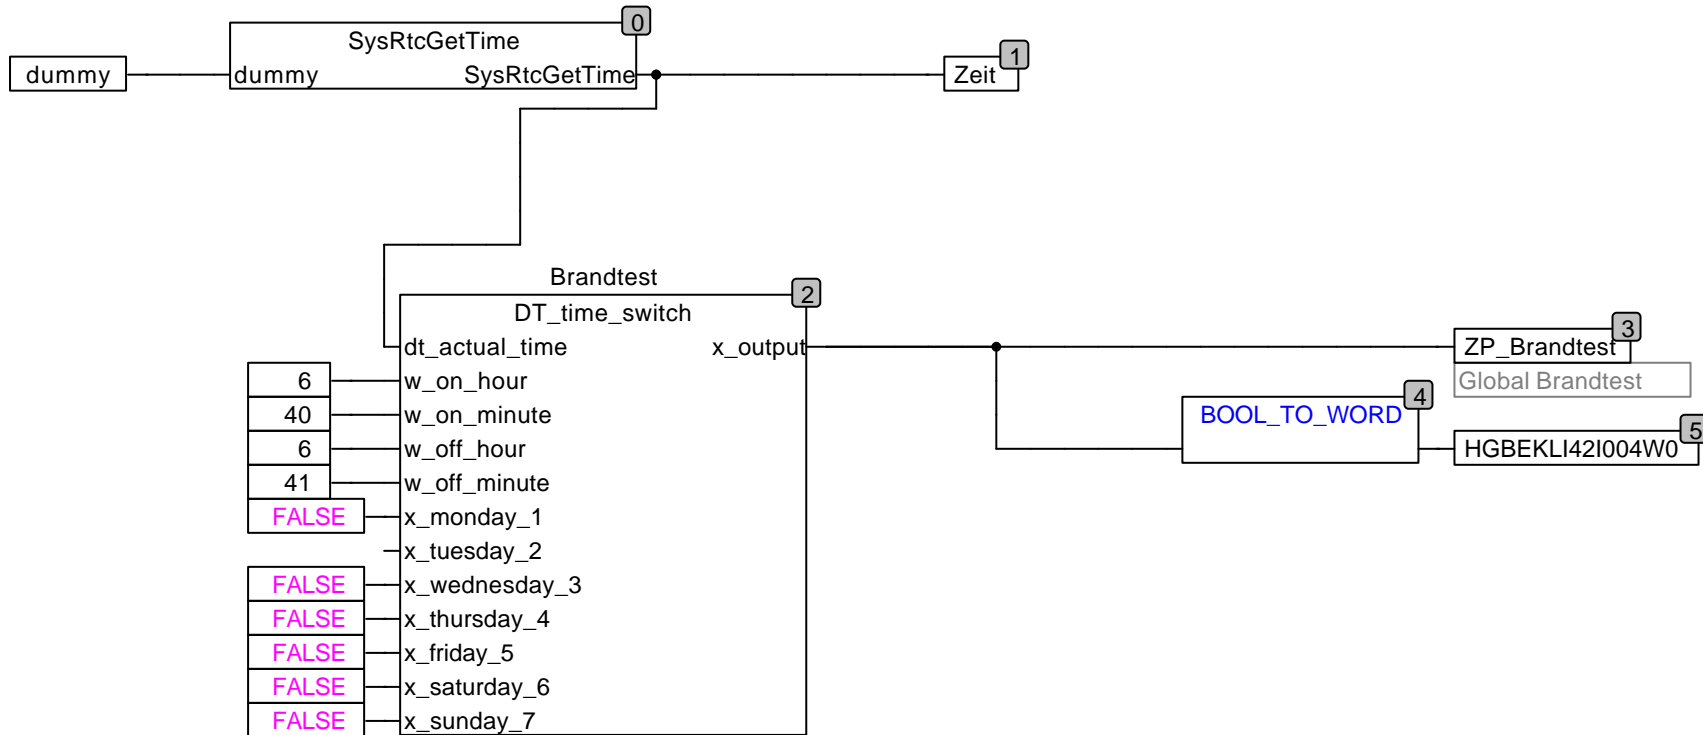 0
SysRtcGetTime
1
dummy
dummy
SysRtcGetTime
Zeit
Brandtest
2
DT_time_switch
3
dt_actual_time
x_output
ZP_Brandtest
6
w_on_hour
Global Brandtest
4
40
w_on_minute
BOOL_TO_WORD
5
6
w_off_hour
HGBEKLI42I004W0
41
w_off_minute
FALSE
x_monday_1
x_tuesday_2
FALSE
x_wednesday_3
FALSE
x_thursday_4
FALSE
x_friday_5
FALSE
x_saturday_6
FALSE
x_sunday_7